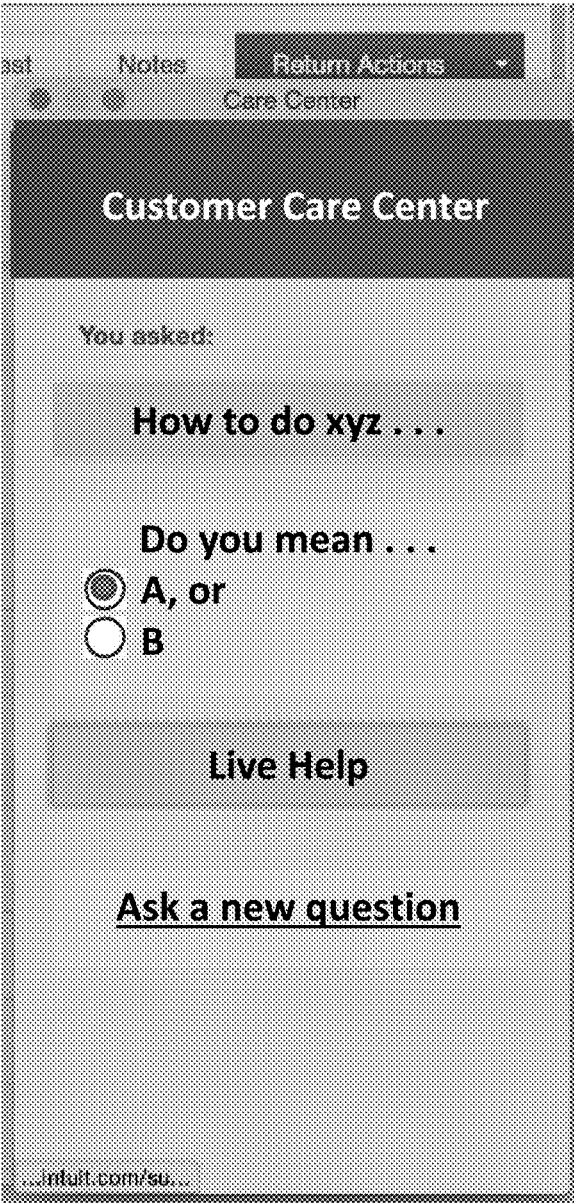 est Notes Return Actions
Care Center
Customer Care Center
You asked:
How to do xyz . . .
Do you mean . . .
A, or
B
Live Help
Ask a new question
...intuit.com/su...